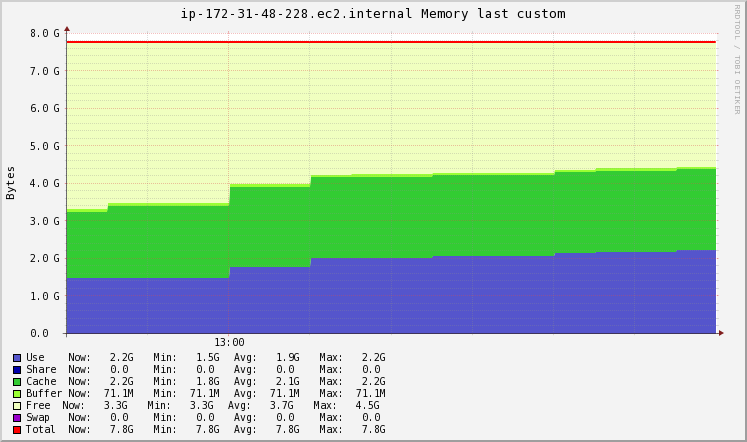 ip-172-31-48-228.ec2.internal Memory last custom
RRDTOOL / TOBI OETIKER
Bytes
8.0 G
7.0 G
6.0 G
5.0 G
4.0 G
3.0 G
2.0 G
1.0 G
0.0
13:00
Use Now: 2.2G Min: 1.5G Avg: 1.9G Max: 2.2G
Share Now: 0.0 Min: 0.0 Avg: 0.0 Max: 0.0
Cache Now: 2.2G Min: 1.8G Avg: 2.1G Max: 2.2G
Buffer Now: 71.1M Min: 71.1M Avg: 71.1M Max: 71.1M
Free Now: 3.3G Min: 3.3G Avg: 3.7G Max: 4.5G
Swap Now: 0.0 Min: 0.0 Avg: 0.0 Max: 0.0
Total Now: 7.8G Min: 7.8G Avg: 7.8G Max: 7.8G